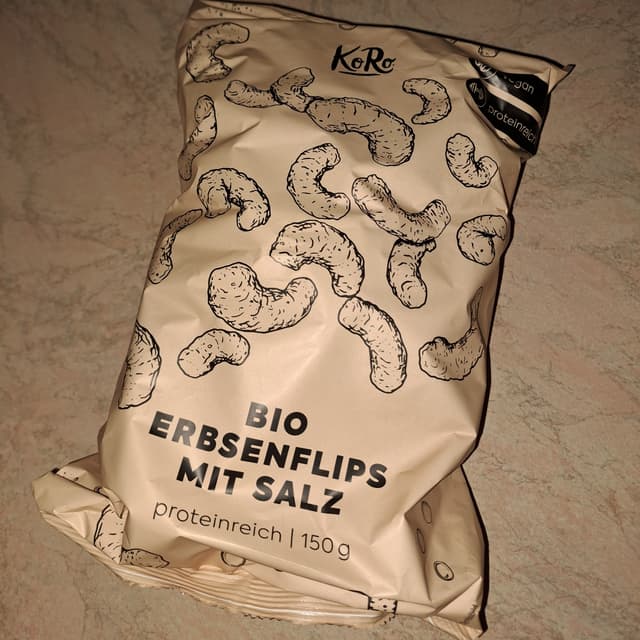 KoRo
vegan
proteinreich
BIO
ERBSENFLIPS
MIT SALZ
proteinreich | 150 g